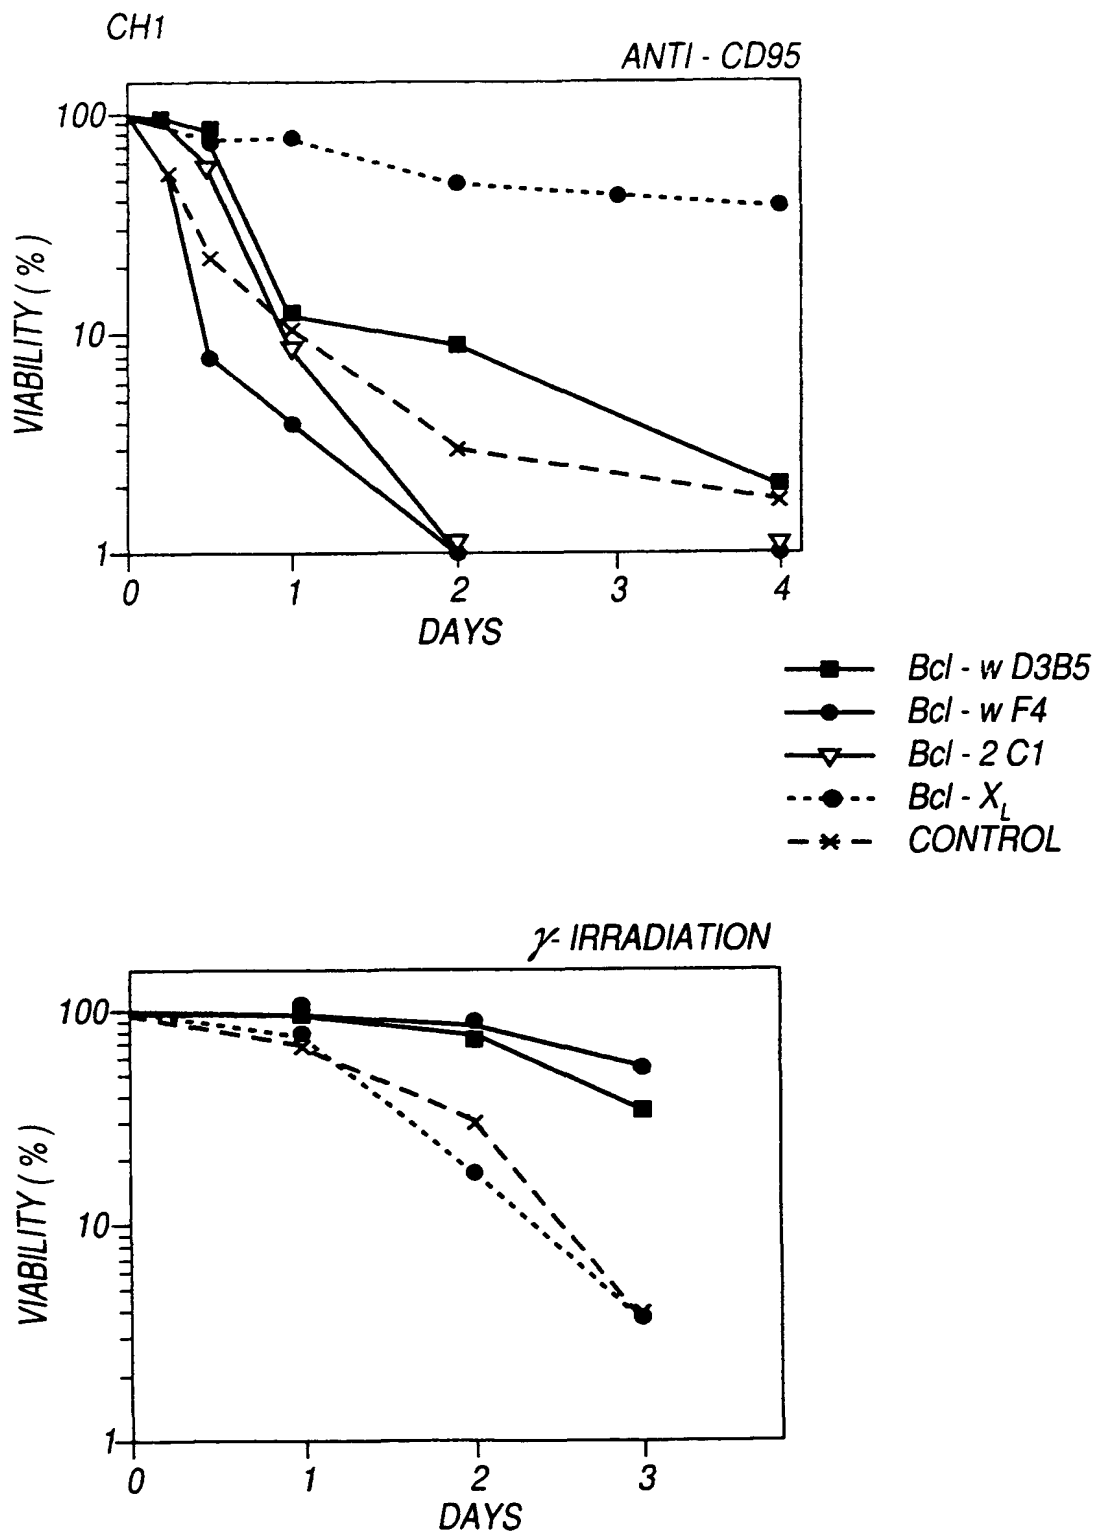 CH1
ANTI - CD95
100
10
1
VIABILITY ( % )
0 1 2 3 4
DAYS
Bcl - w D3B5
Bcl - w F4
Bcl - 2 C1
Bcl - X_L
CONTROL
γ- IRRADIATION
100
10
1
VIABILITY ( % )
0 1 2 3
DAYS